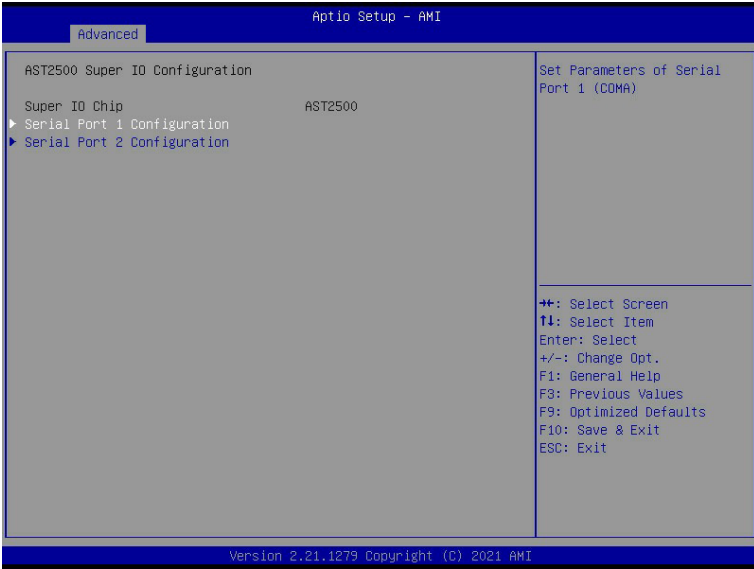 Aptio Setup – AMI
Advanced
AST2500 Super IO Configuration
Super IO Chip AST2500
▶ Serial Port 1 Configuration
▶ Serial Port 2 Configuration
Set Parameters of Serial
Port 1 (COMA)
→←: Select Screen
↑↓: Select Item
Enter: Select
+/-: Change Opt.
F1: General Help
F3: Previous Values
F9: Optimized Defaults
F10: Save & Exit
ESC: Exit
Version 2.21.1279 Copyright (C) 2021 AMI